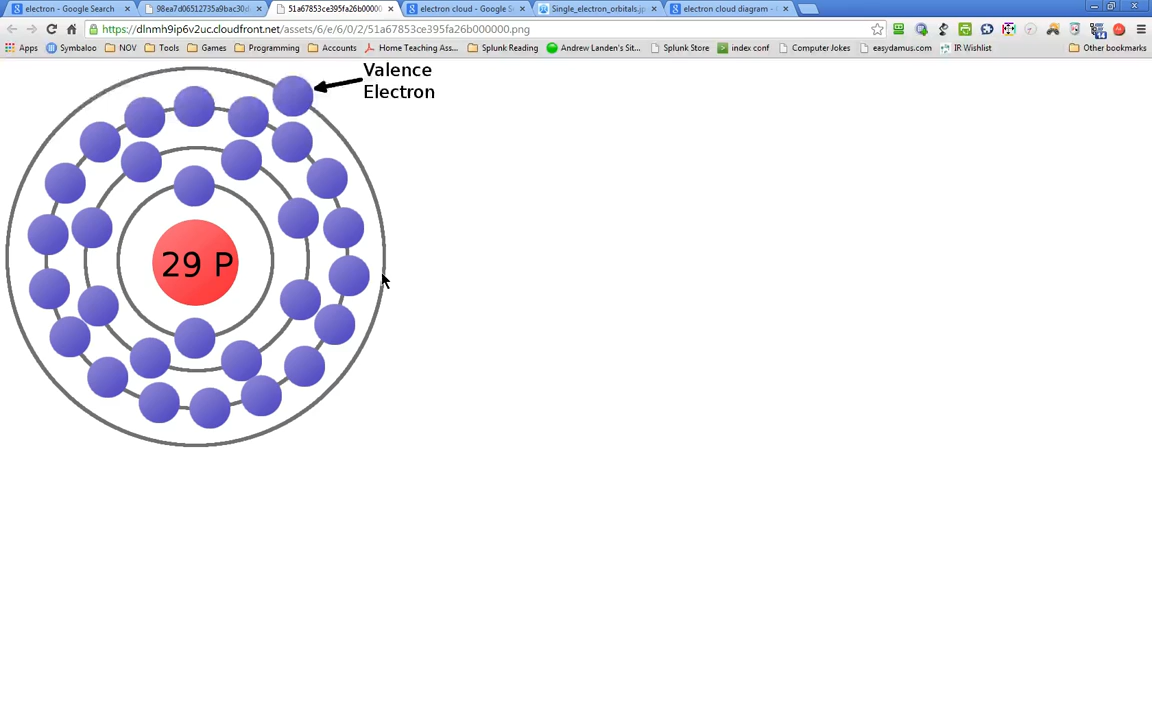 electron - Google Search
98ea7d06512735a9bac30d
51a67853ce395fa26b00000
electron cloud - Google S
Single_electron_orbitals.jp
electron cloud diagram - G
https://dlnmh9ip6v2uc.cloudfront.net/assets/6/e/6/0/2/51a67853ce395fa26b000000.png
Apps Symbaloo NOV Tools Games Programming Accounts Home Teaching Ass... Splunk Reading Andrew Landen's Sit... Splunk Store index conf Computer Jokes easydamus.com IR Wishlist Other bookmarks
Valence
Electron
29 P